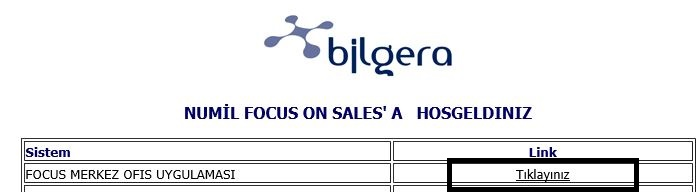 bilgera
NUMİL FOCUS ON SALES' A HOSGELDINIZ
Sistem Link
FOCUS MERKEZ OFIS UYGULAMASI Tıklayınız